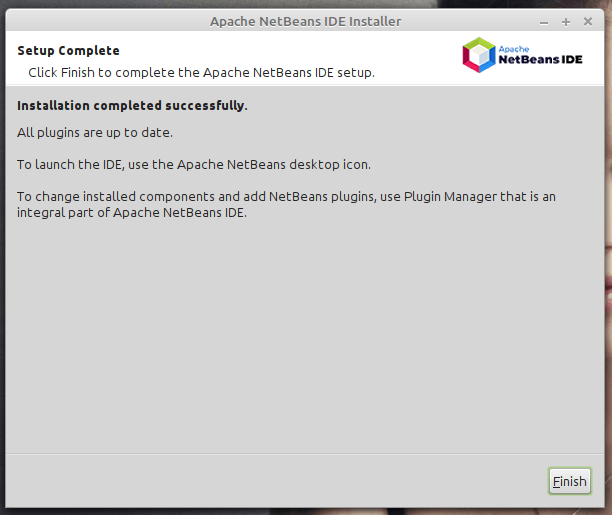 Apache NetBeans IDE Installer
Setup Complete
Click Finish to complete the Apache NetBeans IDE setup.
Apache
NetBeans IDE
Installation completed successfully.
All plugins are up to date.
To launch the IDE, use the Apache NetBeans desktop icon.
To change installed components and add NetBeans plugins, use Plugin Manager that is an
integral part of Apache NetBeans IDE.
Finish